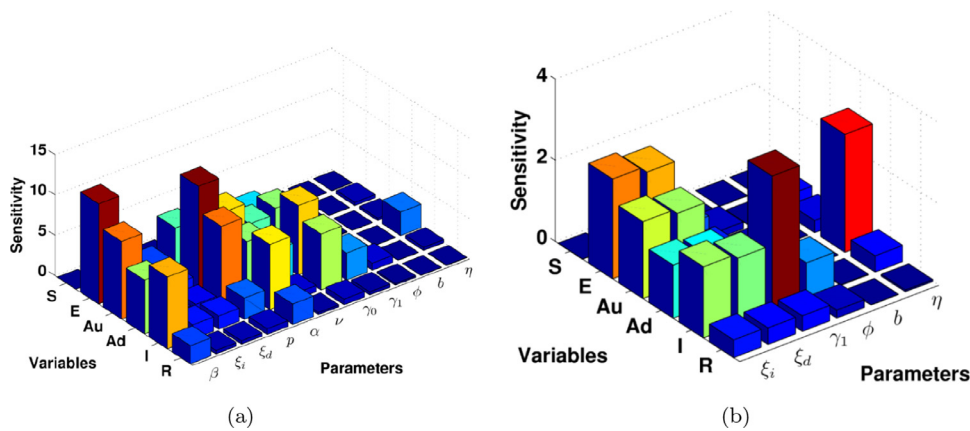 15
10
5
0
Sensitivity
S
E
Au
Ad
I
R
Variables
β
ξi
ξd
p
α
ν
γ0
γ1
ϕ
b
η
Parameters
(a)
4
2
0
Sensitivity
S
E
Au
Ad
I
R
Variables
ξi
ξd
γ1
ϕ
b
η
Parameters
(b)